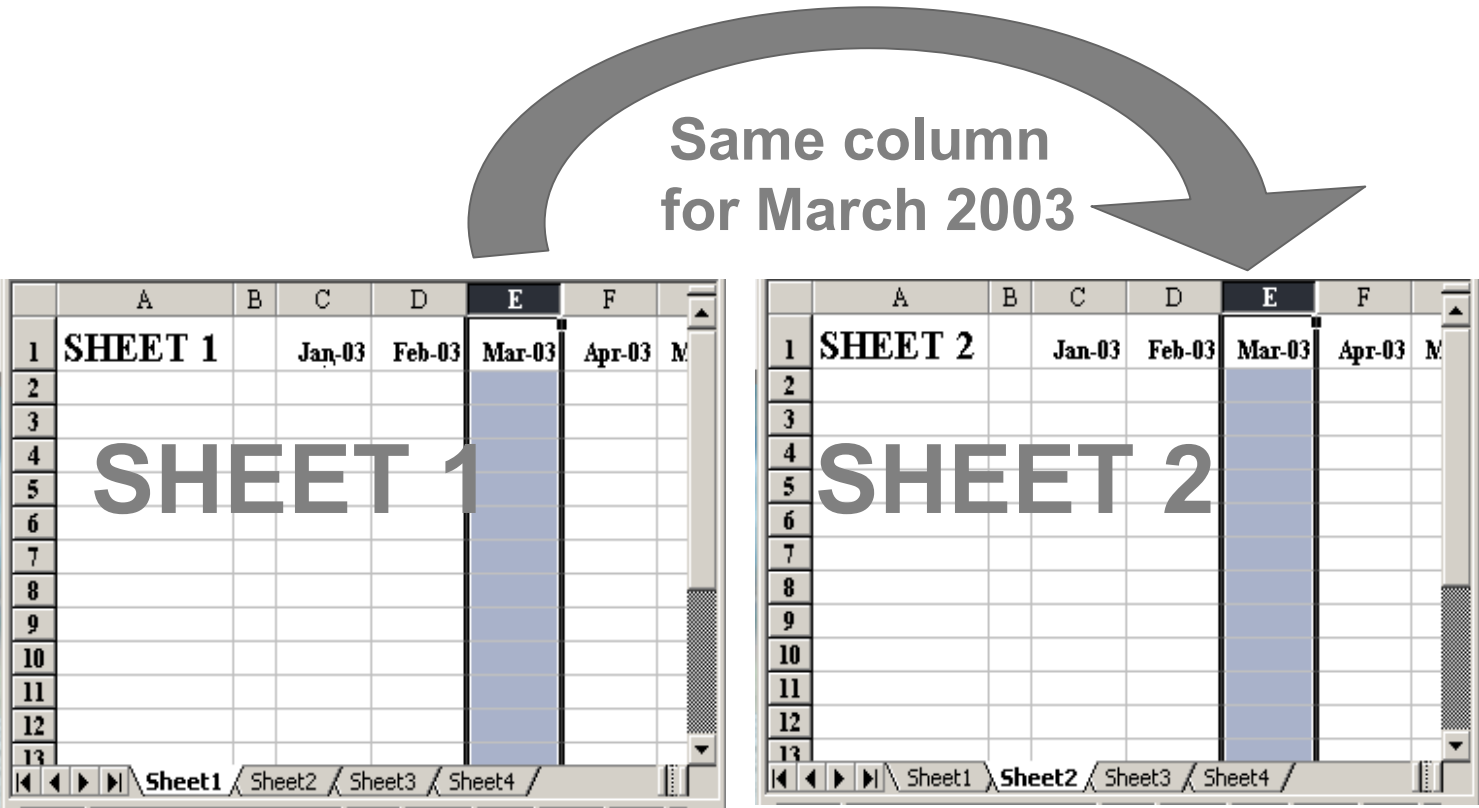 Same column
for March 2003
A B C D E F
1 SHEET 1 Jan-03 Feb-03 Mar-03 Apr-03 M
2
3
4
5
6
7
8
9
10
11
12
13
SHEET 1
Sheet1 Sheet2 Sheet3 Sheet4
A B C D E F
1 SHEET 2 Jan-03 Feb-03 Mar-03 Apr-03 M
2
3
4
5
6
7
8
9
10
11
12
13
SHEET 2
Sheet1 Sheet2 Sheet3 Sheet4